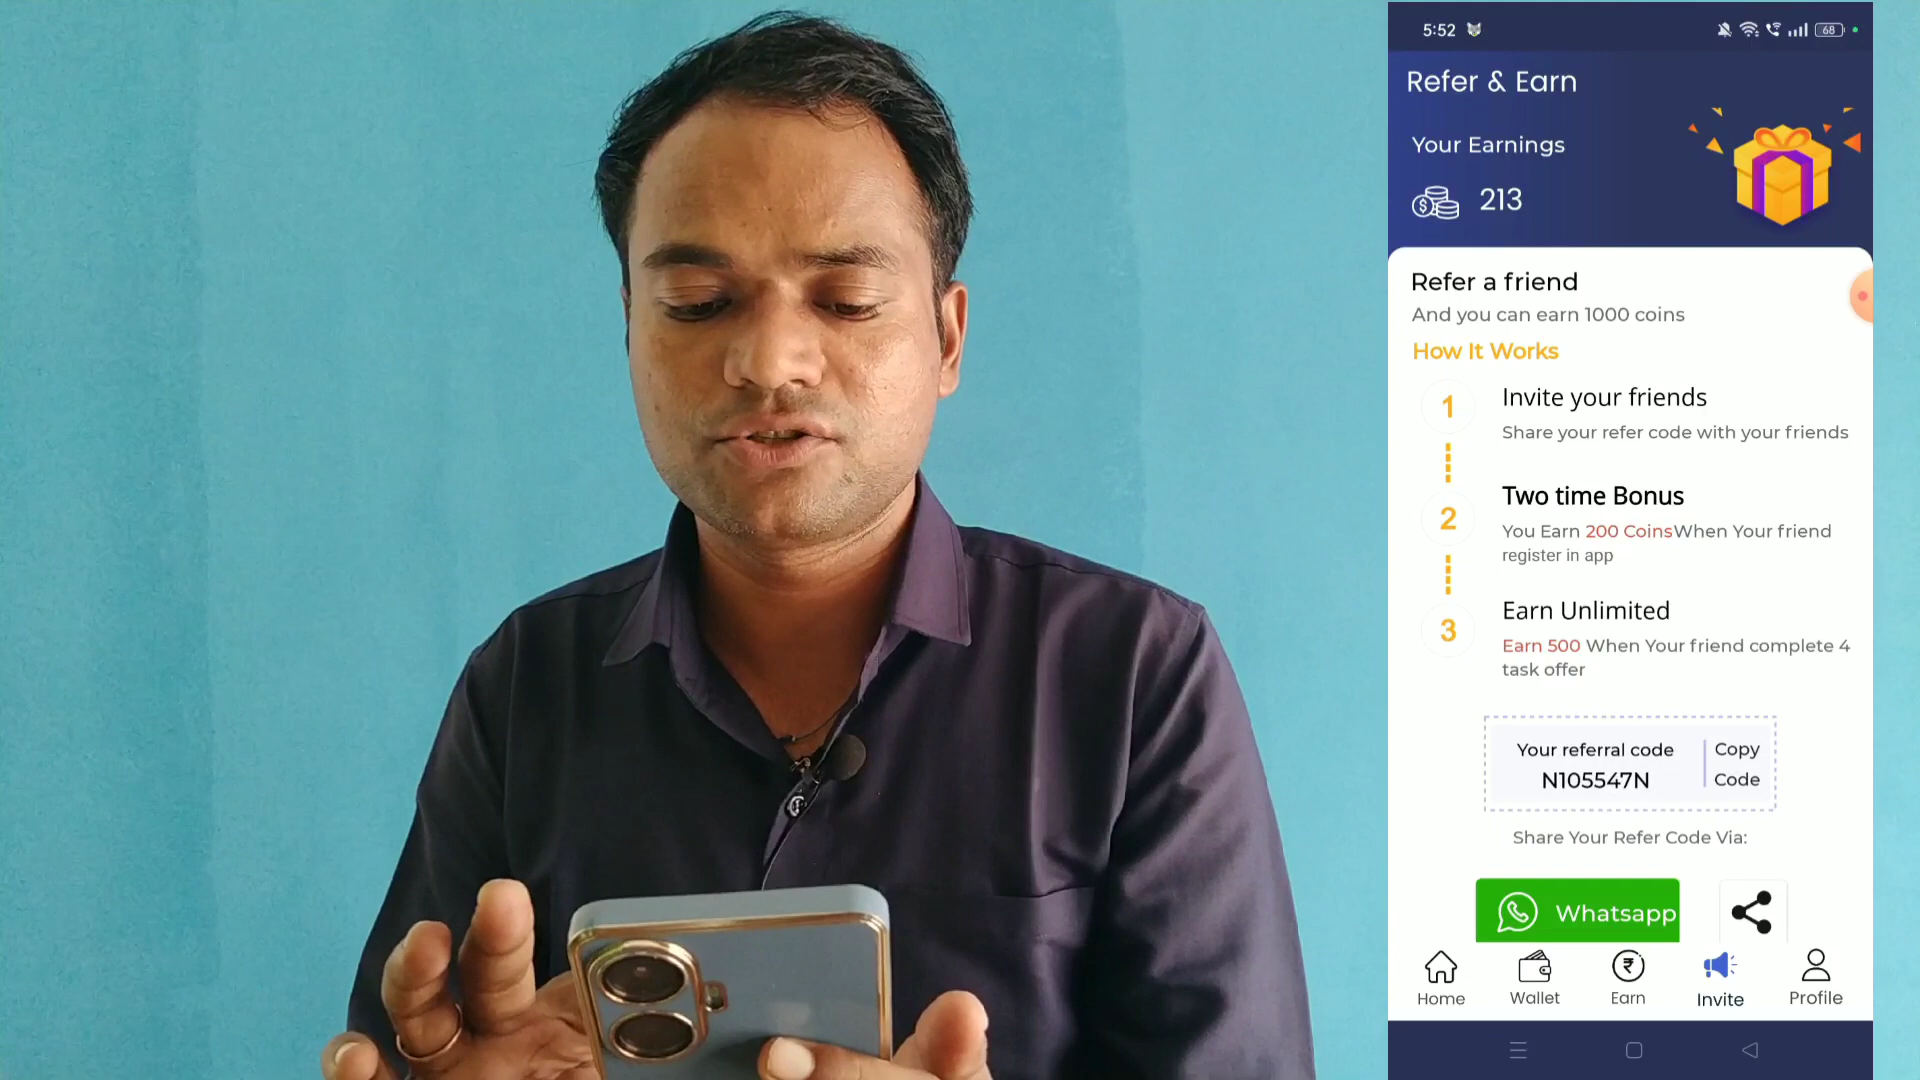 5:52
68
Refer & Earn
Your Earnings
213
Refer a friend
And you can earn 1000 coins
How It Works
1
Invite your friends
Share your refer code with your friends
2
Two time Bonus
You Earn 200 CoinsWhen Your friend
register in app
3
Earn Unlimited
Earn 500 When Your friend complete 4
task offer
Your referral code
N105547N
Copy
Code
Share Your Refer Code Via:
Whatsapp
Home
Wallet
Earn
Invite
Profile